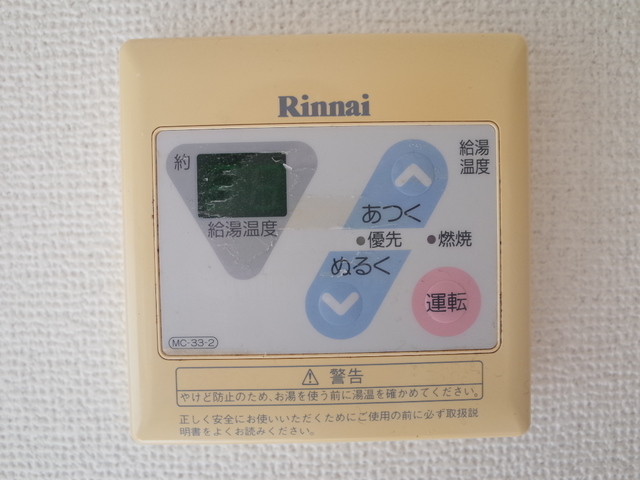 Rinnai
約
給湯温度
給湯
温度
あつく
優先
燃焼
ぬるく
運転
MC-33-2
⚠警告
やけど防止のため、お湯を使う前に湯温を確かめてください。
正しく安全にお使いいただくためにご使用の前に必ず取扱説
明書をよくお読みください。